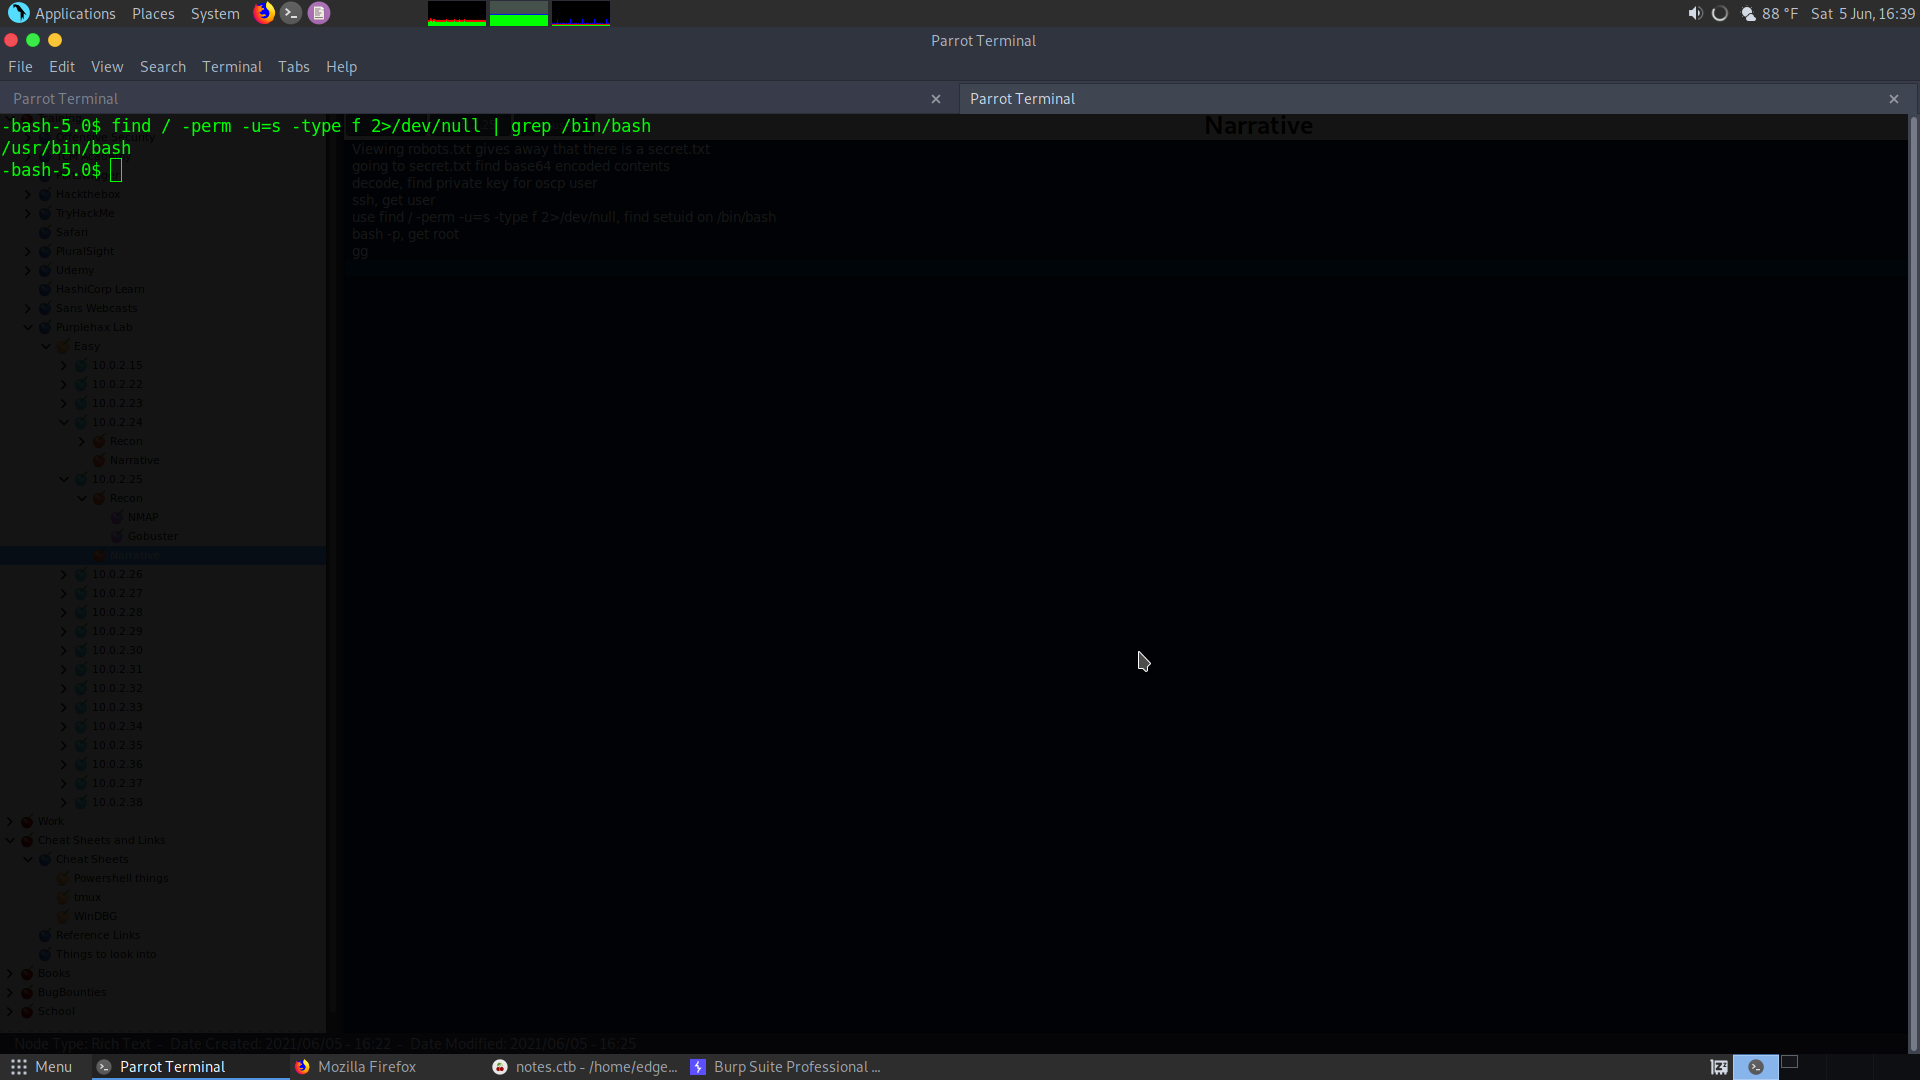 Applications Places System 88 °F Sat 5 Jun, 16:39
Parrot Terminal
File Edit View Search Terminal Tabs Help
Parrot Terminal Parrot Terminal
-bash-5.0$ find / -perm -u=s -type f 2>/dev/null | grep /bin/bash
/usr/bin/bash
-bash-5.0$
Narrative
Viewing robots.txt gives away that there is a secret.txt
going to secret.txt find base64 encoded contents
decode, find private key for oscp user
ssh, get user
use find / -perm -u=s -type f 2>/dev/null, find setuid on /bin/bash
bash -p, get root
gg
Hackthebox
TryHackMe
Safari
PluralSight
Udemy
HashiCorp Learn
Sans Webcasts
Purplehax Lab
Easy
10.0.2.15
10.0.2.22
10.0.2.23
10.0.2.24
Recon
Narrative
10.0.2.25
Recon
NMAP
Gobuster
Narrative
10.0.2.26
10.0.2.27
10.0.2.28
10.0.2.29
10.0.2.30
10.0.2.31
10.0.2.32
10.0.2.33
10.0.2.34
10.0.2.35
10.0.2.36
10.0.2.37
10.0.2.38
Work
Cheat Sheets and Links
Cheat Sheets
Powershell things
tmux
WinDBG
Reference Links
Things to look into
Books
BugBounties
School
Node Type: Rich Text - Date Created: 2021/06/05 - 16:22 - Date Modified: 2021/06/05 - 16:25
Menu Parrot Terminal Mozilla Firefox notes.ctb - /home/edge... Burp Suite Professional ...